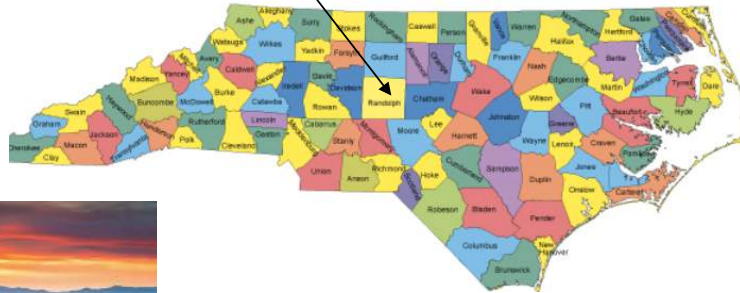 Ashe
Alleghany
Surry
Stokes
Rockingham
Caswell
Person
Granville
Vance
Warren
Northampton
Gates
Hertford
Halifax
Bertie
Watauga
Wilkes
Yadkin
Forsyth
Guilford
Alamance
Orange
Durham
Franklin
Nash
Edgecombe
Martin
Washington
Tyrrell
Dare
Mitchell
Avery
Caldwell
Alexander
Iredell
Davie
Davidson
Randolph
Chatham
Wake
Wilson
Pitt
Beaufort
Hyde
Madison
Yancey
Burke
Catawba
Rowan
Johnston
Greene
Swain
Haywood
Buncombe
McDowell
Lincoln
Cabarrus
Montgomery
Moore
Lee
Harnett
Wayne
Lenoir
Craven
Pamlico
Graham
Jackson
Henderson
Rutherford
Gaston
Mecklenburg
Stanly
Cherokee
Macon
Transylvania
Polk
Cleveland
Clay
Union
Anson
Richmond
Scotland
Hoke
Cumberland
Sampson
Duplin
Jones
Onslow
Carteret
Robeson
Bladen
Pender
Columbus
New
Hanover
Brunswick